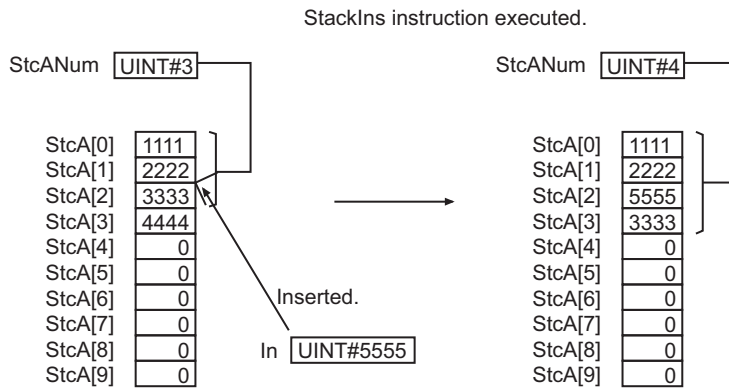 StackIns instruction executed.
StcANum UINT#3
StcANum UINT#4
StcA[0] 1111
StcA[1] 2222
StcA[2] 3333
StcA[3] 4444
StcA[4] 0
StcA[5] 0
StcA[6] 0
StcA[7] 0
StcA[8] 0
StcA[9] 0
Inserted.
In UINT#5555
StcA[0] 1111
StcA[1] 2222
StcA[2] 5555
StcA[3] 3333
StcA[4] 0
StcA[5] 0
StcA[6] 0
StcA[7] 0
StcA[8] 0
StcA[9] 0